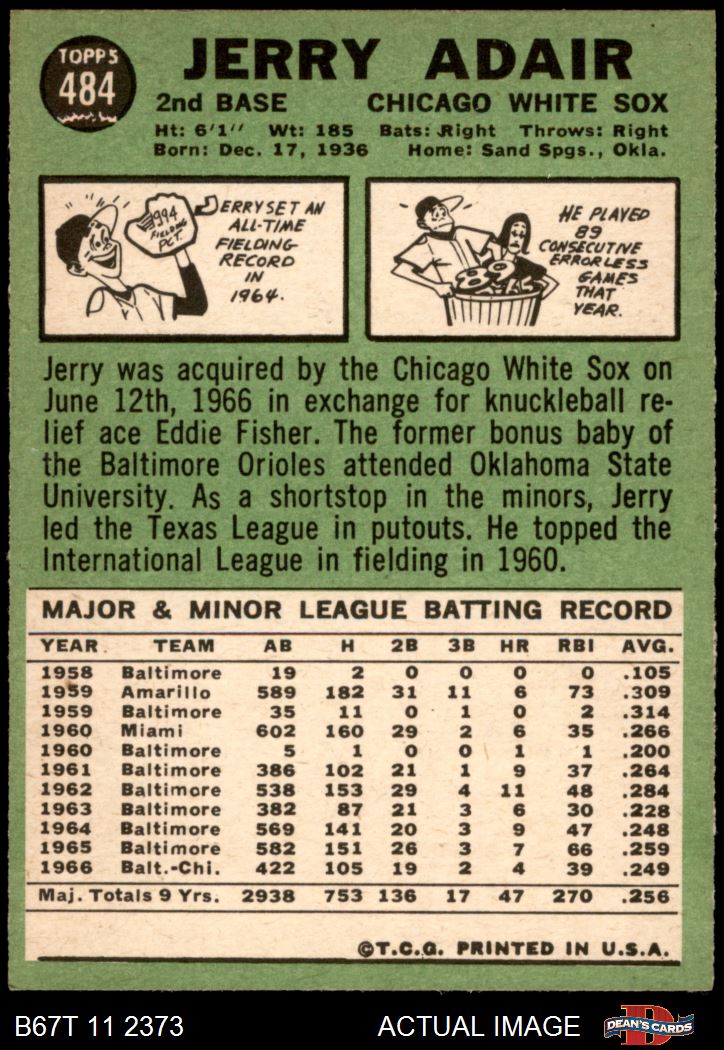 TOPPS
484
JERRY ADAIR
2nd BASE CHICAGO WHITE SOX
Ht: 6'1" Wt: 185 Bats: Right Throws: Right
Born: Dec. 17, 1936 Home: Sand Spgs., Okla.
.994
FIELDING
PCT.
JERRY SET AN
ALL-TIME
FIELDING
RECORD
IN
1964.
HE PLAYED
89
CONSECUTIVE
ERRORLESS
GAMES
THAT
YEAR.
Jerry was acquired by the Chicago White Sox on
June 12th, 1966 in exchange for knuckleball re-
lief ace Eddie Fisher. The former bonus baby of
the Baltimore Orioles attended Oklahoma State
University. As a shortstop in the minors, Jerry
led the Texas League in putouts. He topped the
International League in fielding in 1960.
MAJOR & MINOR LEAGUE BATTING RECORD
YEAR TEAM AB H 2B 3B HR RBI AVG.
1958 Baltimore 19 2 0 0 0 0 .105
1959 Amarillo 589 182 31 11 6 73 .309
1959 Baltimore 35 11 0 1 0 2 .314
1960 Miami 602 160 29 2 6 35 .266
1960 Baltimore 5 1 0 0 1 1 .200
1961 Baltimore 386 102 21 1 9 37 .264
1962 Baltimore 538 153 29 4 11 48 .284
1963 Baltimore 382 87 21 3 6 30 .228
1964 Baltimore 569 141 20 3 9 47 .248
1965 Baltimore 582 151 26 3 7 66 .259
1966 Balt.-Chi. 422 105 19 2 4 39 .249
Maj. Totals 9 Yrs. 2938 753 136 17 47 270 .256
©T.C.G. PRINTED IN U.S.A.
B67T 11 2373 ACTUAL IMAGE D DEAN'S CARDS